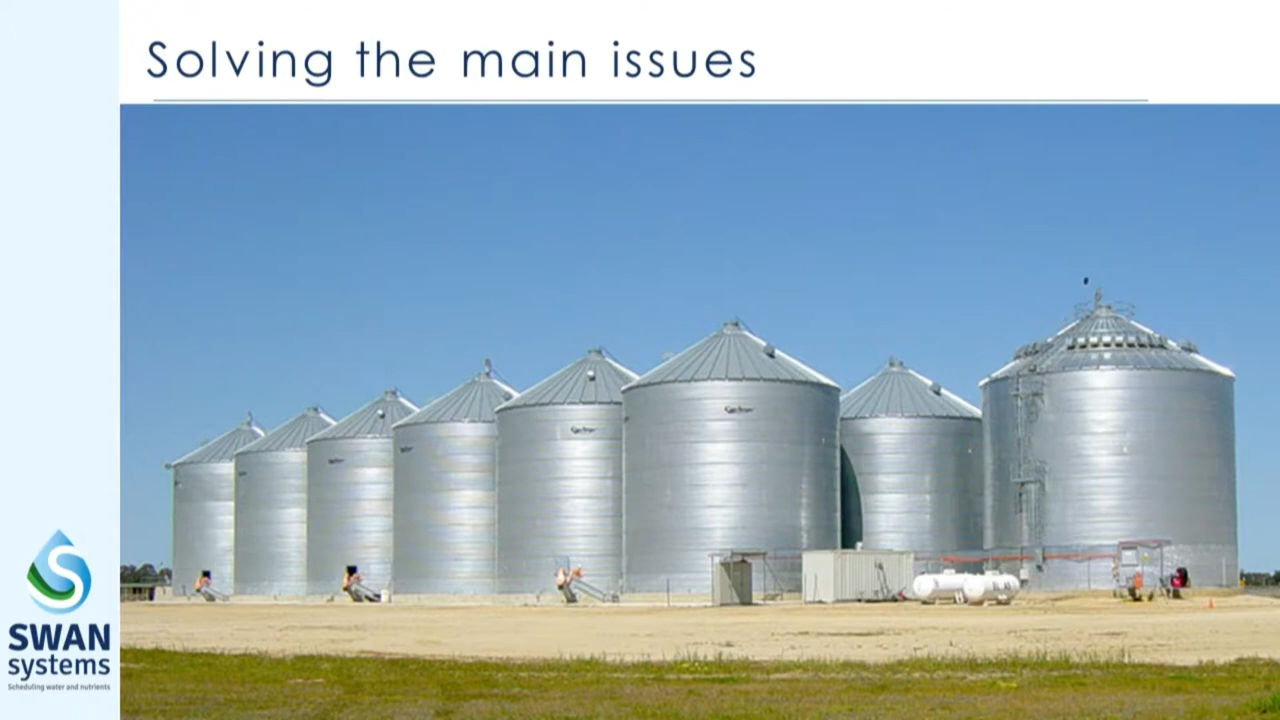 Solving the main issues
SWAN
systems
Scheduling water and nutrients